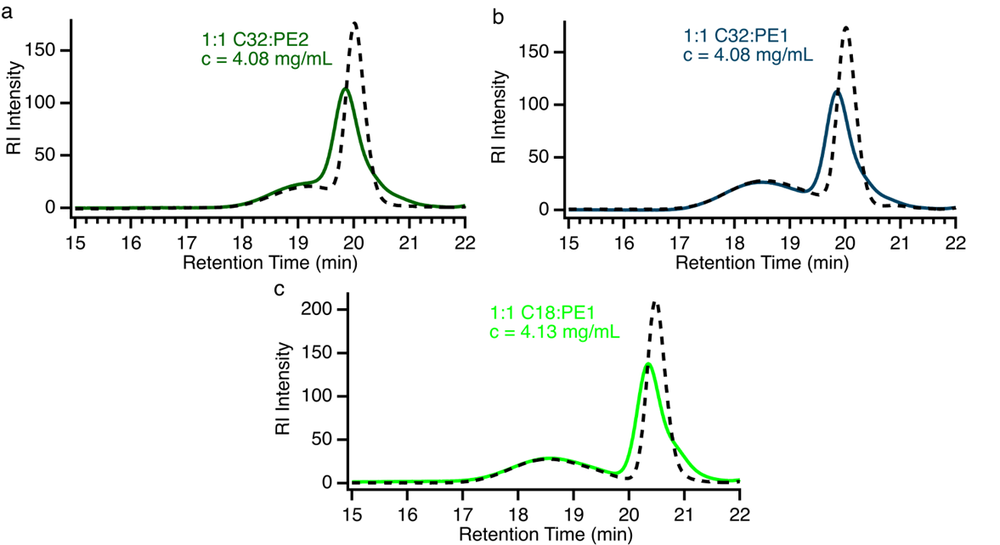 a
1:1 C32:PE2
c = 4.08 mg/mL
RI Intensity
150
100
50
0
15 16 17 18 19 20 21 22
Retention Time (min)
b
1:1 C32:PE1
c = 4.08 mg/mL
RI Intensity
150
100
50
0
15 16 17 18 19 20 21 22
Retention Time (min)
c
1:1 C18:PE1
c = 4.13 mg/mL
RI Intensity
200
150
100
50
0
15 16 17 18 19 20 21 22
Retention Time (min)